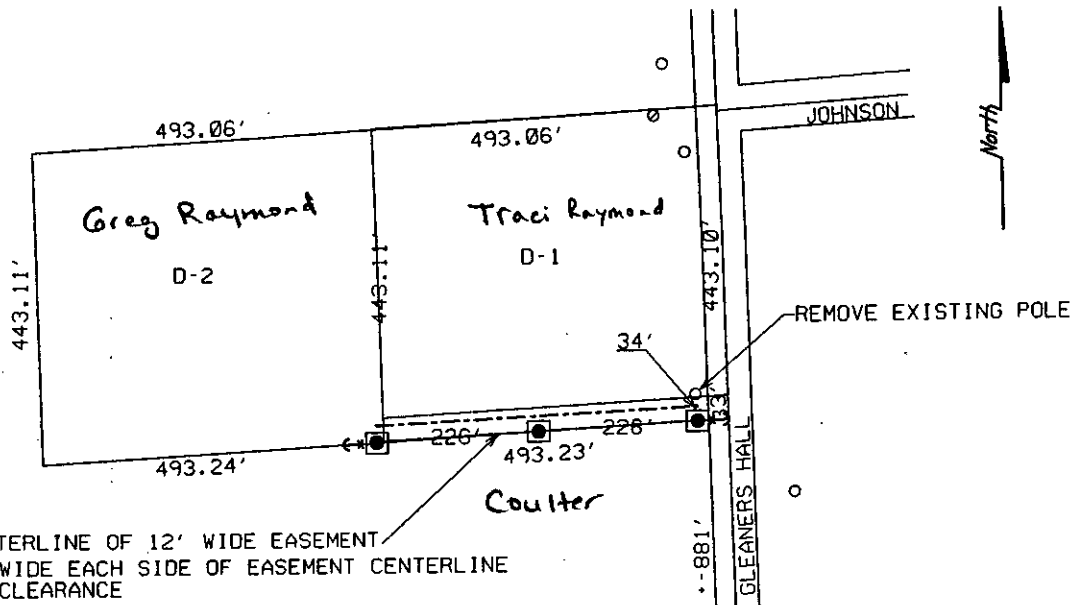 493.06'
493.06'
JOHNSON
North
Greg Raymond
Traci Raymond
D-2
D-1
443.11'
443.11'
443.10'
REMOVE EXISTING POLE
34'
33'
226'
228'
493.24'
493.23'
Coulter
GLEANERS HALL
+-881'
TERLINE OF 12' WIDE EASEMENT
WIDE EACH SIDE OF EASEMENT CENTERLINE
CLEARANCE